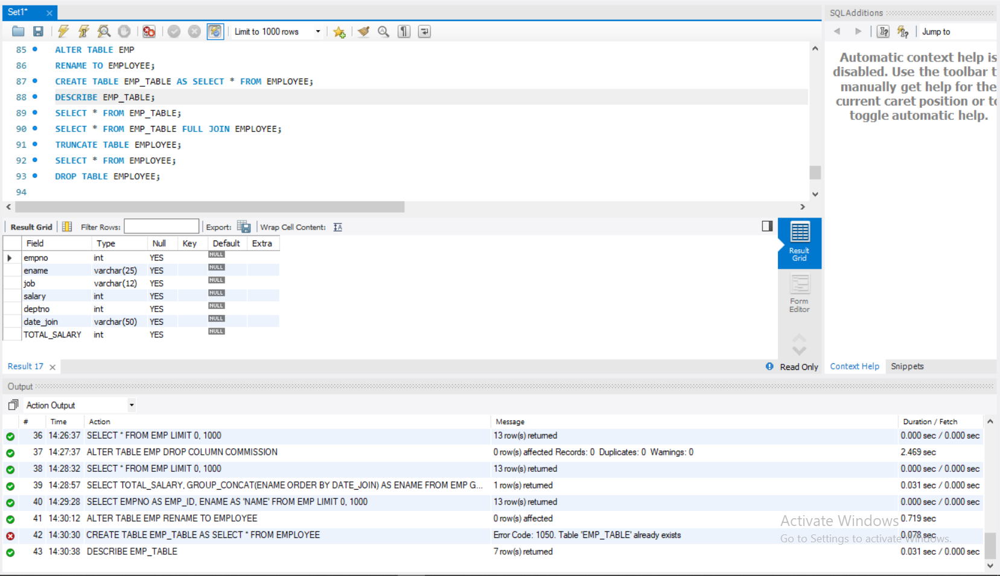 Set1*
SQLAdditions
Limit to 1000 rows
Jump to
85 ALTER TABLE EMP
86 RENAME TO EMPLOYEE;
87 CREATE TABLE EMP_TABLE AS SELECT * FROM EMPLOYEE;
88 DESCRIBE EMP_TABLE;
89 SELECT * FROM EMP_TABLE;
90 SELECT * FROM EMP_TABLE FULL JOIN EMPLOYEE;
91 TRUNCATE TABLE EMPLOYEE;
92 SELECT * FROM EMPLOYEE;
93 DROP TABLE EMPLOYEE;
94
Automatic context help is
disabled. Use the toolbar t
manually get help for the
current caret position or to
toggle automatic help.
Result Grid Filter Rows: Export: Wrap Cell Content:
Field Type Null Key Default Extra
empno int YES NULL
ename varchar(25) YES NULL
job varchar(12) YES NULL
salary int YES NULL
deptno int YES NULL
date_join varchar(50) YES NULL
TOTAL_SALARY int YES NULL
Result
Grid
Form
Editor
Result 17
Read Only
Context Help Snippets
Output
Action Output
# Time Action Message Duration / Fetch
36 14:26:37 SELECT * FROM EMP LIMIT 0, 1000 13 row(s) returned 0.000 sec / 0.000 sec
37 14:27:37 ALTER TABLE EMP DROP COLUMN COMMISSION 0 row(s) affected Records: 0 Duplicates: 0 Warnings: 0 2.469 sec
38 14:28:32 SELECT * FROM EMP LIMIT 0, 1000 13 row(s) returned 0.000 sec / 0.000 sec
39 14:28:57 SELECT TOTAL_SALARY, GROUP_CONCAT(ENAME ORDER BY DATE_JOIN) AS ENAME FROM EMP G... 1 row(s) returned 0.031 sec / 0.000 sec
40 14:29:28 SELECT EMPNO AS EMP_ID, ENAME AS 'NAME' FROM EMP LIMIT 0, 1000 13 row(s) returned 0.000 sec / 0.000 sec
41 14:30:12 ALTER TABLE EMP RENAME TO EMPLOYEE 0 row(s) affected 0.719 sec
42 14:30:30 CREATE TABLE EMP_TABLE AS SELECT * FROM EMPLOYEE Error Code: 1050. Table 'EMP_TABLE' already exists 0.078 sec
43 14:30:38 DESCRIBE EMP_TABLE 7 row(s) returned 0.031 sec / 0.000 sec
Activate Windows
Go to Settings to activate Windows.